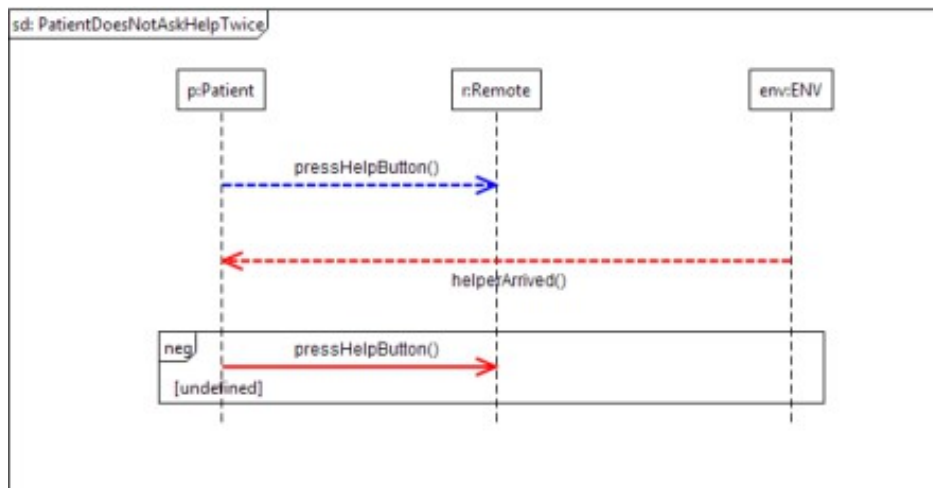 sd: PatientDoesNotAskHelpTwice
p:Patient
r:Remote
env:ENV
pressHelpButton()
helperArrived()
neg
pressHelpButton()
[undefined]